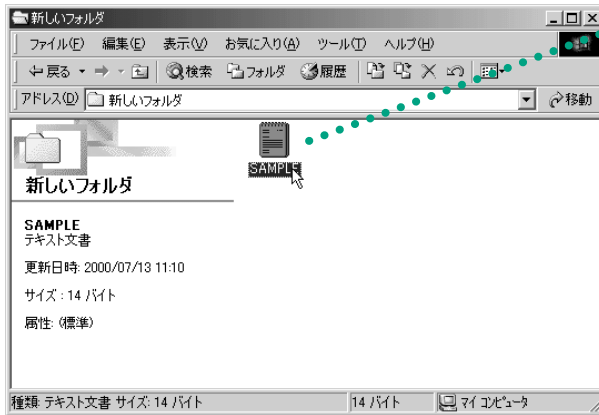 新しいフォルダ
ファイル(F) 編集(E) 表示(V) お気に入り(A) ツール(T) ヘルプ(H)
戻る 検索 フォルダ 履歴
アドレス(D) 新しいフォルダ 移動
SAMPLE
新しいフォルダ
SAMPLE
テキスト文書
更新日時: 2000/07/13 11:10
サイズ : 14 バイト
属性: (標準)
種類: テキスト文書 サイズ: 14 バイト 14 バイト マイ コンピュータ